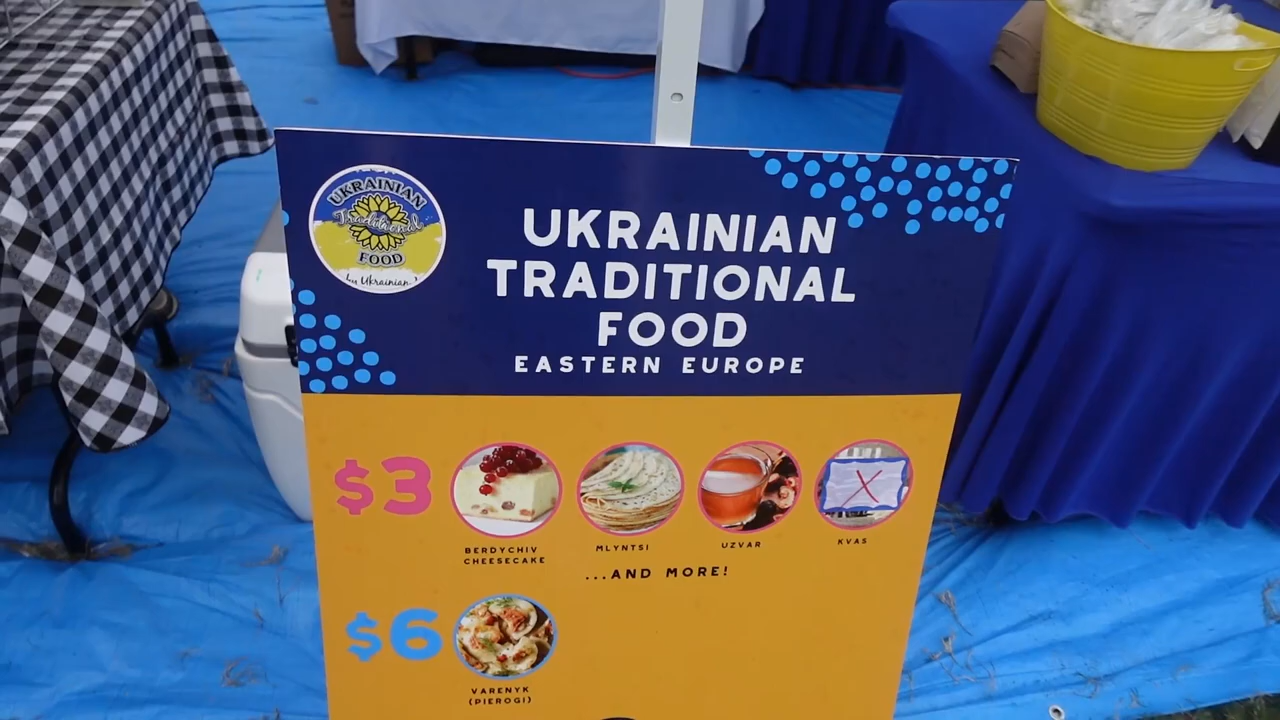 UKRAINIAN
Traditional
FOOD
by Ukrainian
UKRAINIAN
TRADITIONAL
FOOD
EASTERN EUROPE
$3
BERDYCHIV
CHEESECAKE
MLYNTSI
UZVAR
X
KVAS
...AND MORE!
$6
VARENYK
(PIEROGI)